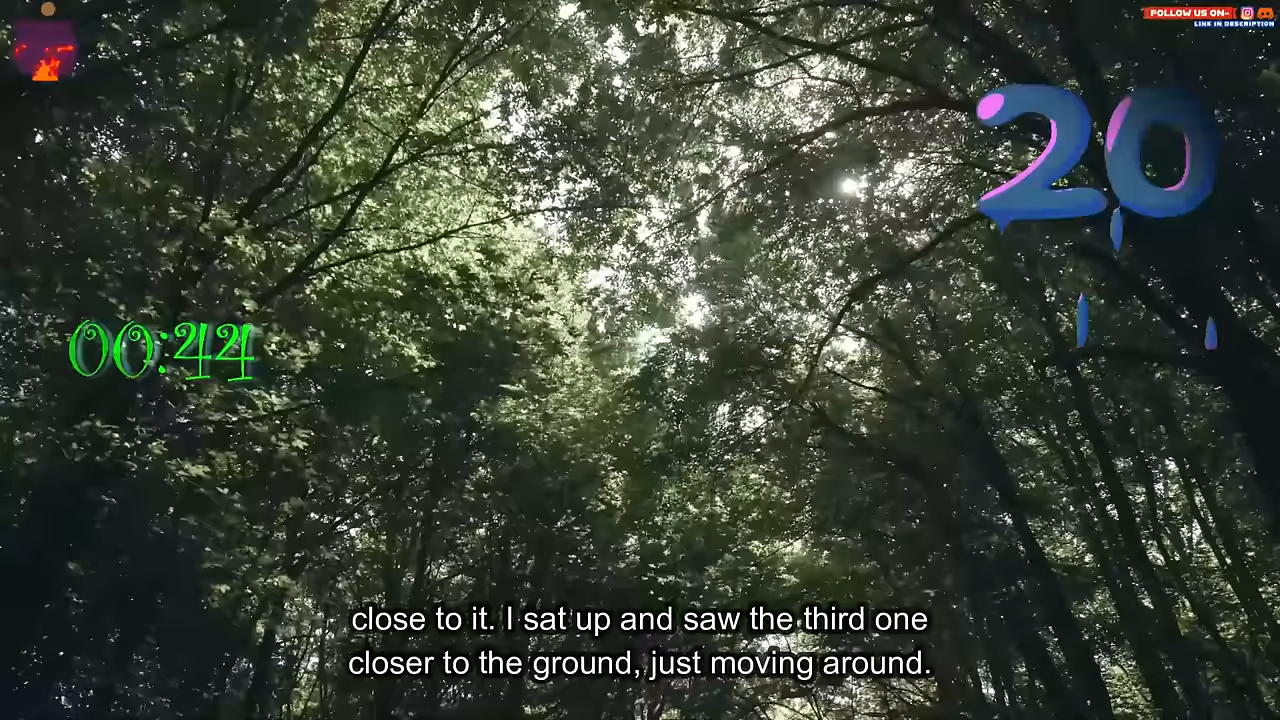 FOLLOW US ON-
LINK IN DESCRIPTION
20
00:44
close to it. I sat up and saw the third one
closer to the ground, just moving around.